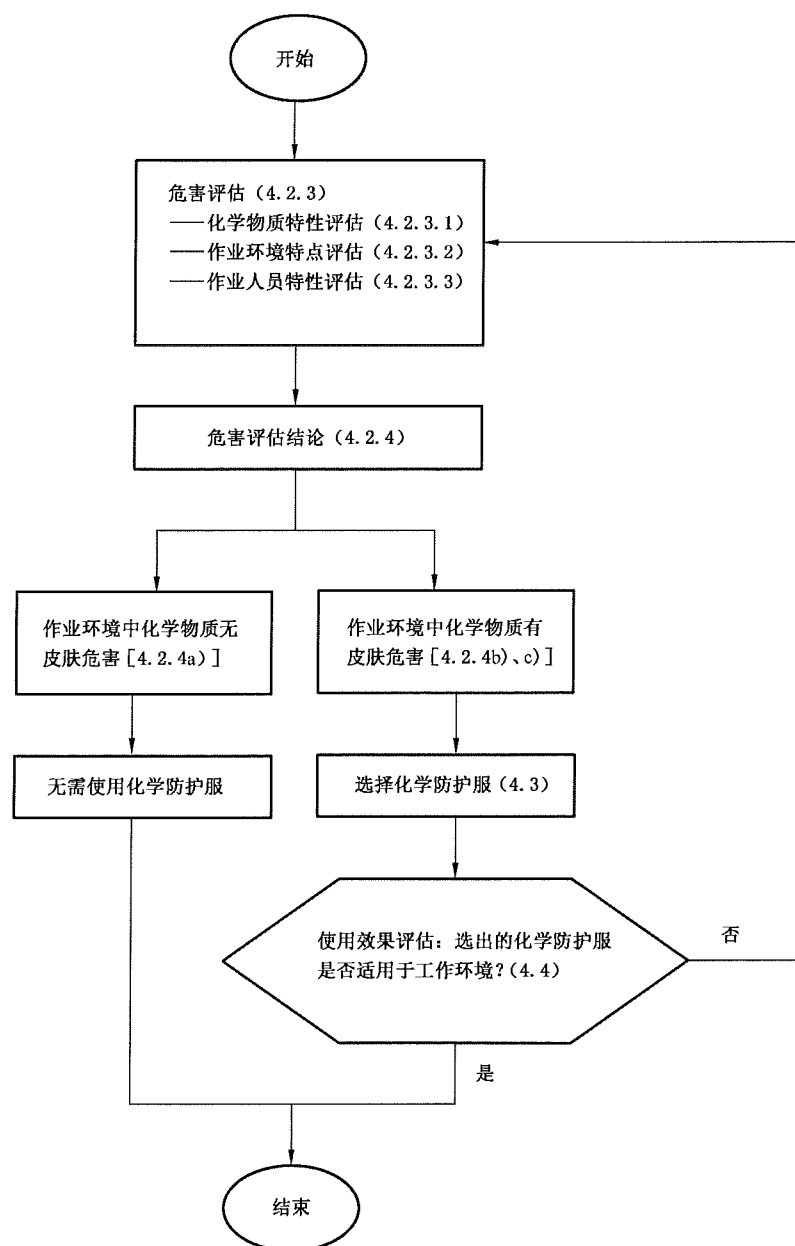 开始
危害评估（4.2.3）
——化学物质特性评估（4.2.3.1）
——作业环境特点评估（4.2.3.2）
——作业人员特性评估（4.2.3.3）
危害评估结论（4.2.4）
作业环境中化学物质无
皮肤危害［4.2.4a）］
作业环境中化学物质有
皮肤危害［4.2.4b）、c）］
无需使用化学防护服
选择化学防护服（4.3）
使用效果评估：选出的化学防护服
是否适用于工作环境？（4.4）
否
是
结束